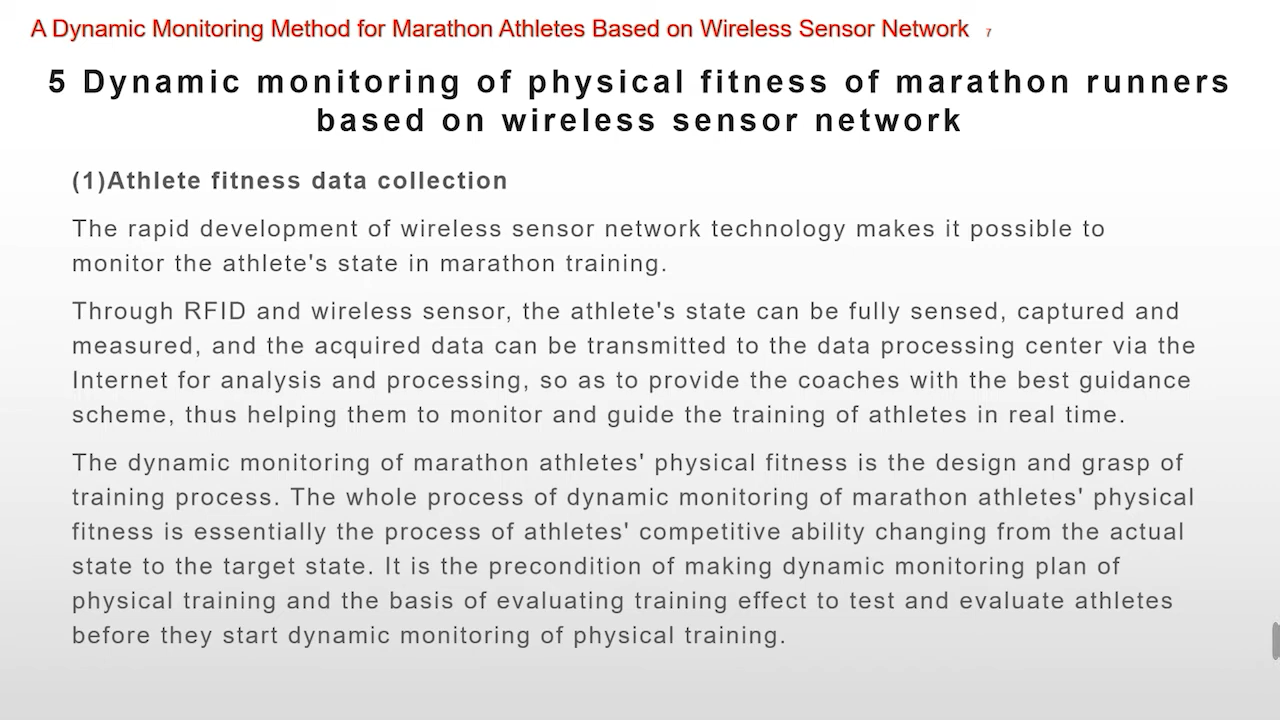 A Dynamic Monitoring Method for Marathon Athletes Based on Wireless Sensor Network 7
5 Dynamic monitoring of physical fitness of marathon runners
based on wireless sensor network
(1)Athlete fitness data collection
The rapid development of wireless sensor network technology makes it possible to
monitor the athlete's state in marathon training.
Through RFID and wireless sensor, the athlete's state can be fully sensed, captured and
measured, and the acquired data can be transmitted to the data processing center via the
Internet for analysis and processing, so as to provide the coaches with the best guidance
scheme, thus helping them to monitor and guide the training of athletes in real time.
The dynamic monitoring of marathon athletes' physical fitness is the design and grasp of
training process. The whole process of dynamic monitoring of marathon athletes' physical
fitness is essentially the process of athletes' competitive ability changing from the actual
state to the target state. It is the precondition of making dynamic monitoring plan of
physical training and the basis of evaluating training effect to test and evaluate athletes
before they start dynamic monitoring of physical training.